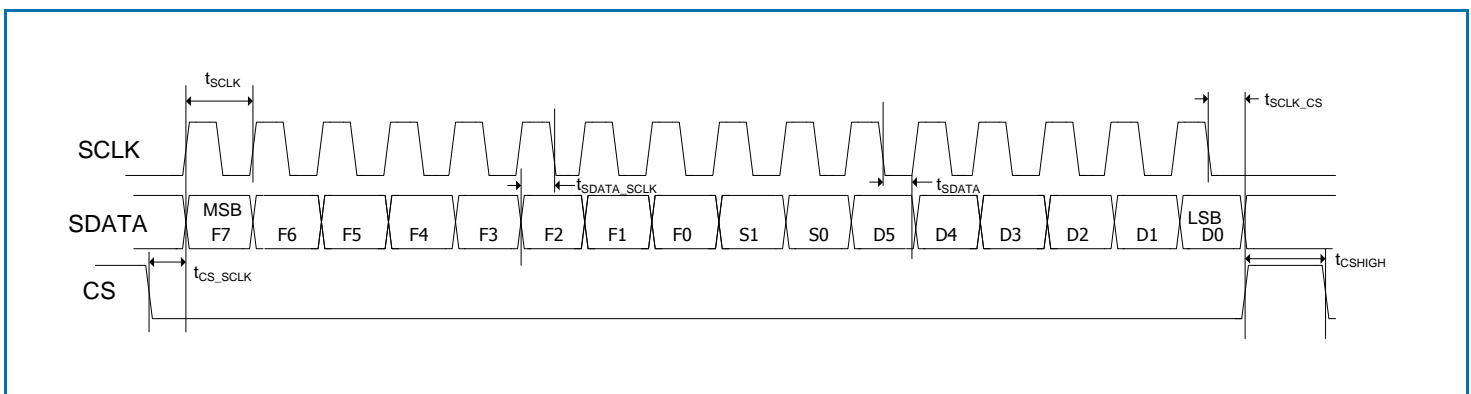 tSCLK
tSCLK_CS
SCLK
tSDATA_SCLK
tSDATA
SDATA
MSB
LSB
F7 F6 F5 F4 F3 F2 F1 F0 S1 S0 D5 D4 D3 D2 D1 D0
tCS_SCLK
tCSHIGH
CS